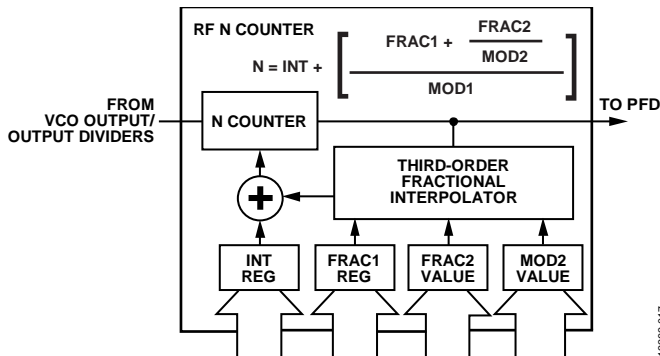 RF N COUNTER
N = INT +
FRAC1 +
FRAC2
MOD2
MOD1
FROM
VCO OUTPUT/
OUTPUT DIVIDERS
N COUNTER
TO PFD
THIRD-ORDER
FRACTIONAL
INTERPOLATOR
+
INT
REG
FRAC1
REG
FRAC2
VALUE
MOD2
VALUE